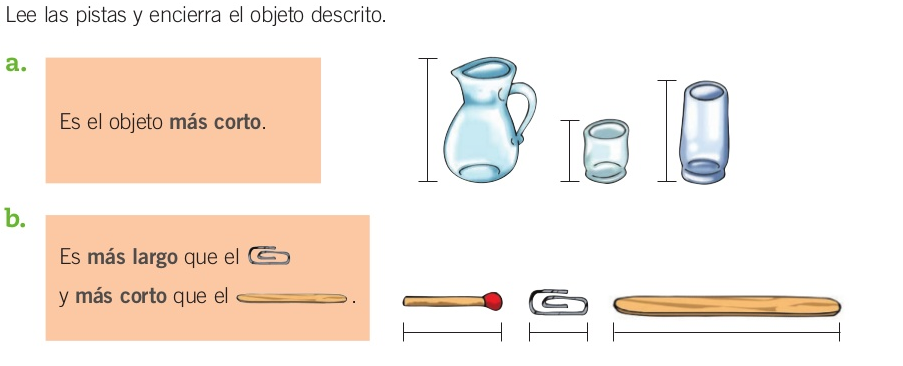 Lee las pistas y encierra el objeto descrito.
a.
Es el objeto más corto.
b.
Es más largo que el
y más corto que el .